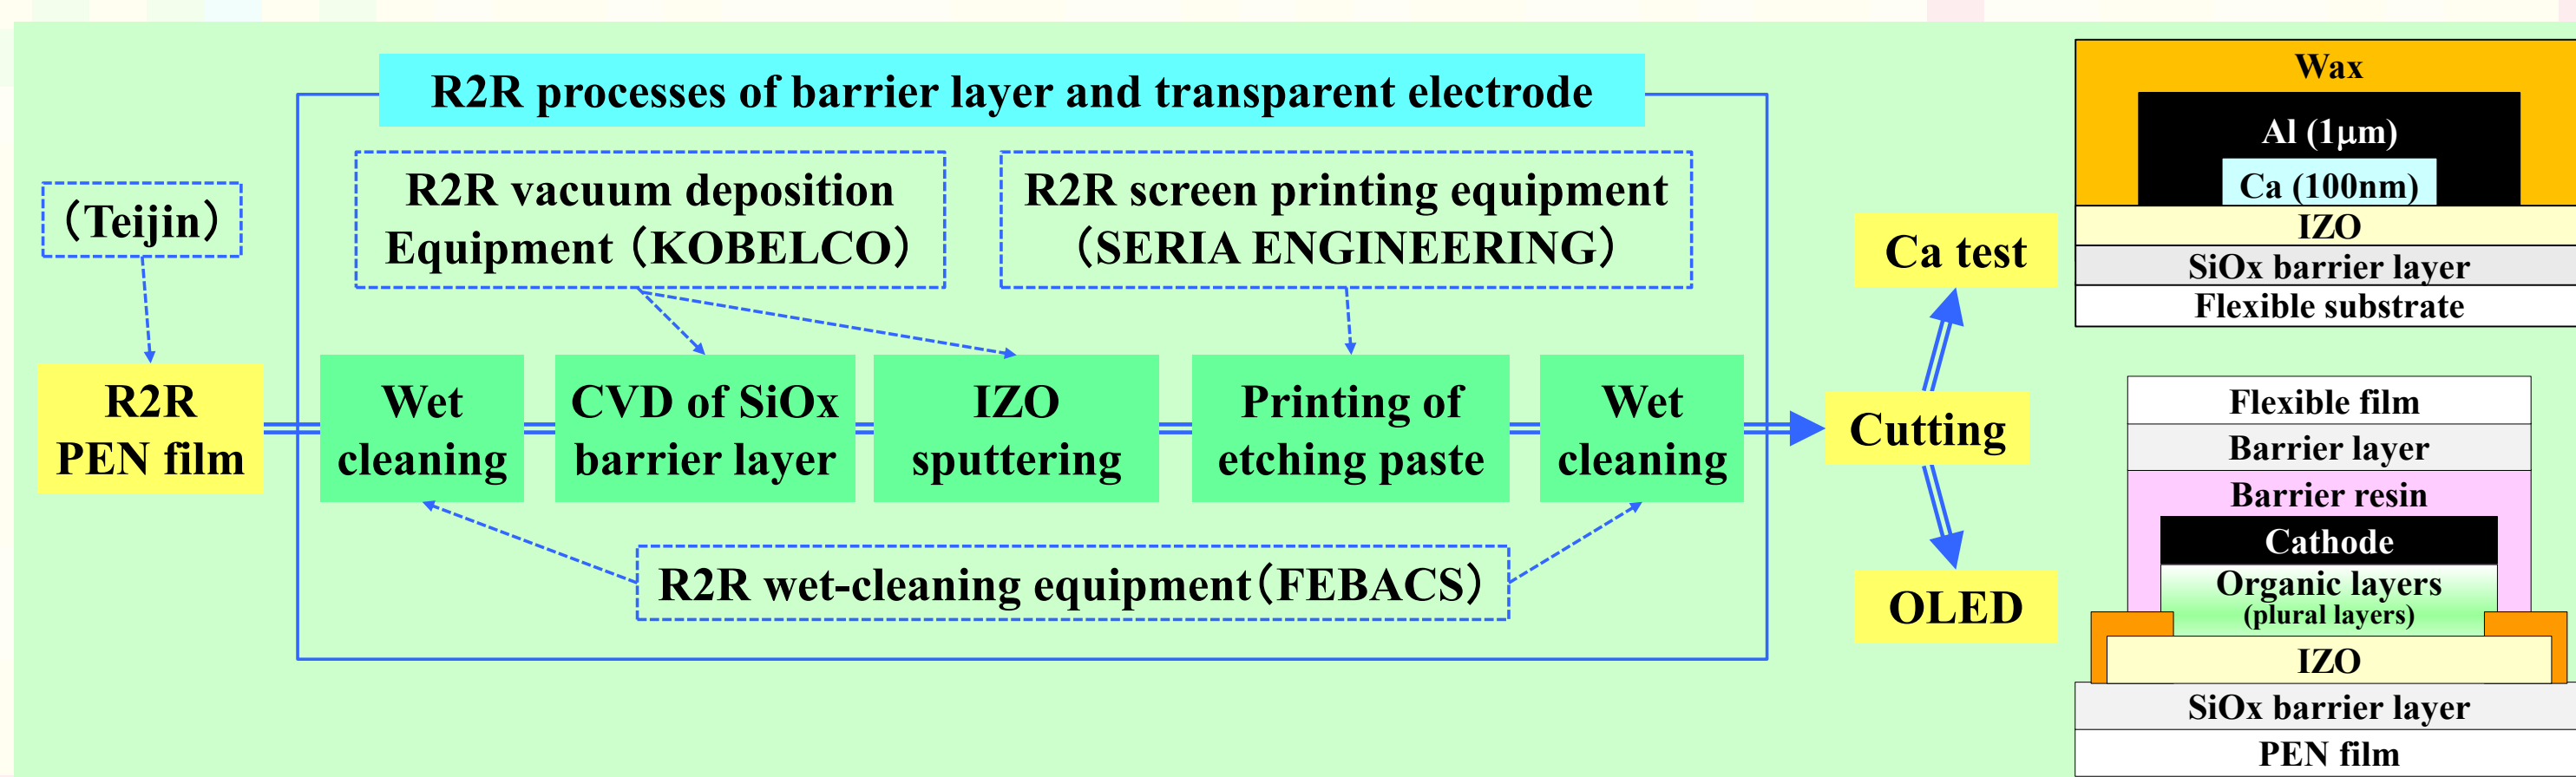 R2R processes of barrier layer and transparent electrode
（Teijin）
R2R vacuum deposition
Equipment（KOBELCO）
R2R screen printing equipment
（SERIA ENGINEERING）
R2R
PEN film
Wet
cleaning
CVD of SiOx
barrier layer
IZO
sputtering
Printing of
etching paste
Wet
cleaning
R2R wet-cleaning equipment（FEBACS）
Ca test
Cutting
OLED
Wax
Al (1μm)
Ca (100nm)
IZO
SiOx barrier layer
Flexible substrate
Flexible film
Barrier layer
Barrier resin
Cathode
Organic layers
(plural layers)
IZO
SiOx barrier layer
PEN film